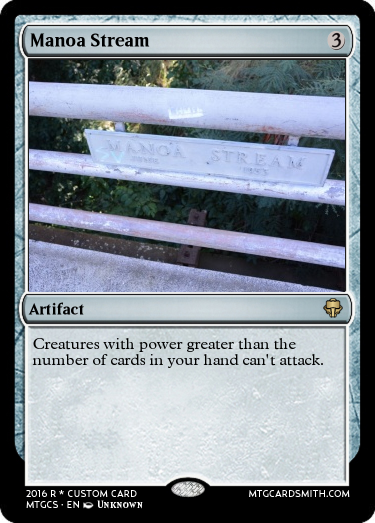 Manoa Stream 3
MANOA STREAM
Artifact
Creatures with power greater than the
number of cards in your hand can't attack.
2016 R * CUSTOM CARD
MTGCS • EN Unknown
MTGCARDSMITH.COM